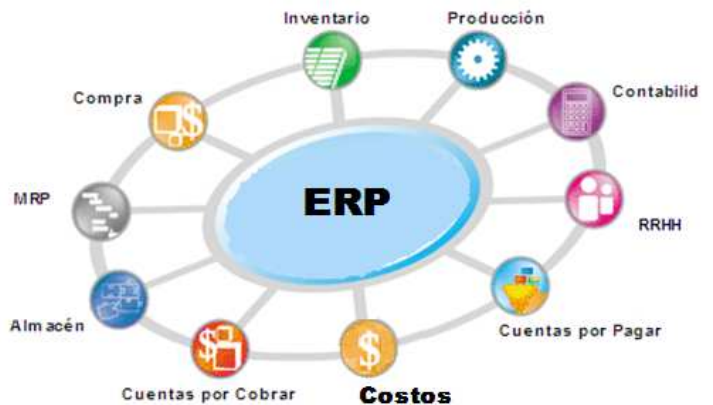 Inventario
Producción
Compra
Contabilid
MRP
ERP
RRHH
Almacén
Cuentas por Pagar
Cuentas por Cobrar
Costos